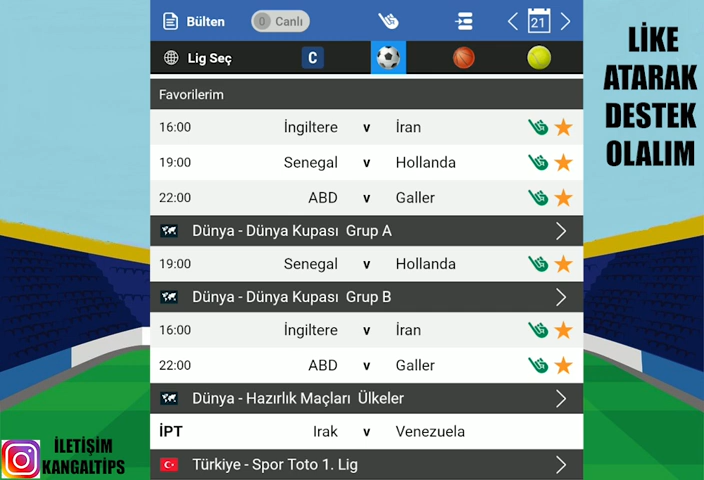 Bülten
0 Canlı
21
Lig Seç
C
Favorilerim
16:00 İngiltere v İran
19:00 Senegal v Hollanda
22:00 ABD v Galler
Dünya - Dünya Kupası Grup A
19:00 Senegal v Hollanda
Dünya - Dünya Kupası Grup B
16:00 İngiltere v İran
22:00 ABD v Galler
Dünya - Hazırlık Maçları Ülkeler
İPT Irak v Venezuela
Türkiye - Spor Toto 1. Lig
LİKE
ATARAK
DESTEK
OLALIM
İLETİŞİM
KANGALTİPS